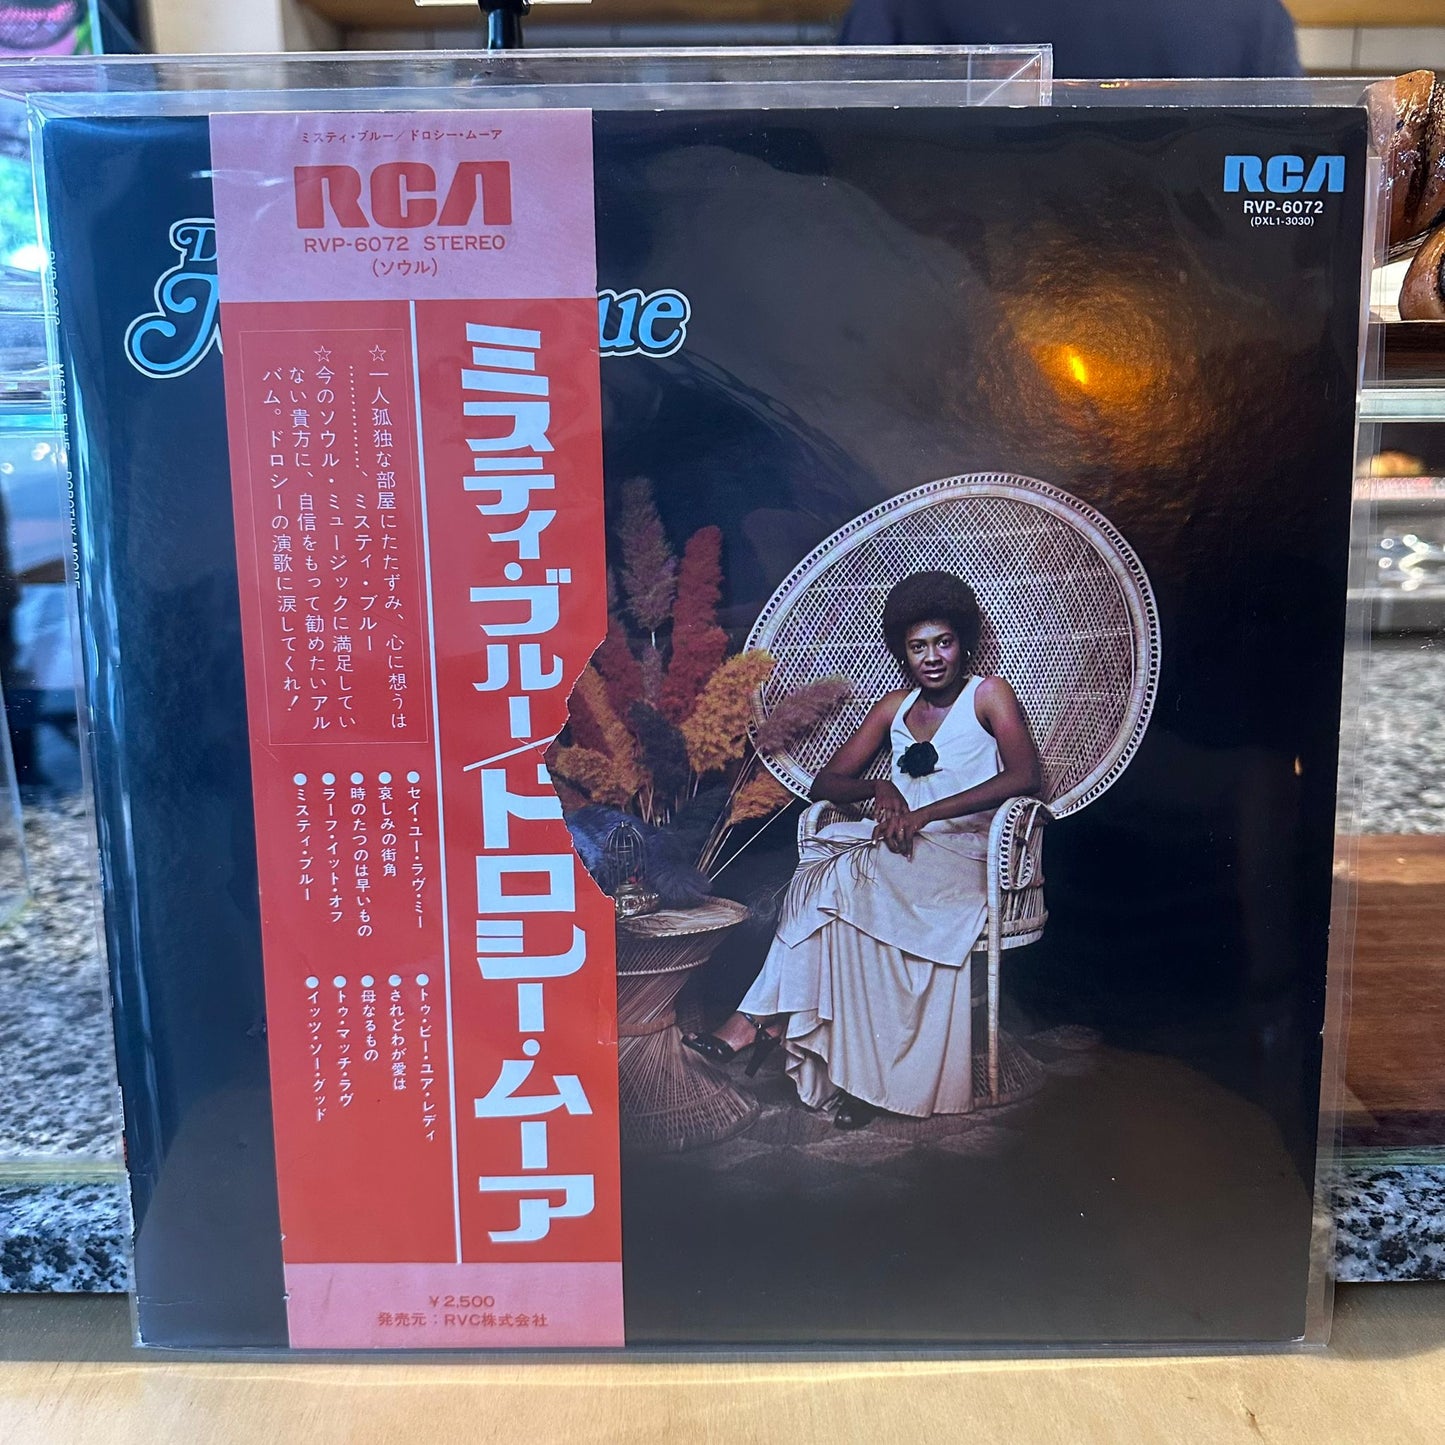 ミスティ・ブルー／ドロシー・ムーア
RCA
RVP-6072 STEREO
(ソウル)
RCA
RVP-6072
(DXL1-3030)
ミスティ・ブルー／ドロシー・ムーア
☆一人孤独な部屋にたたずみ、心に想うは
…………、ミスティ・ブルー
☆今のソウル・ミュージックに満足してい
ない貴方に、自信をもって勧めたいアル
バム。ドロシーの演歌に涙してくれ！
●セイ・ユー・ラヴ・ミー
●哀しみの街角
●時のたつのは早いもの
●ラーフ・イット・オフ
●ミスティ・ブルー
●トゥ・ビー・ユア・レディ
●されどわが愛は
●母なるもの
●トゥ・マッチ・ラヴ
●イッツ・ソー・グッド
¥2,500
発売元：RVC株式会社
RVP-6072 MISTY BLUE DOROTHY MOORE